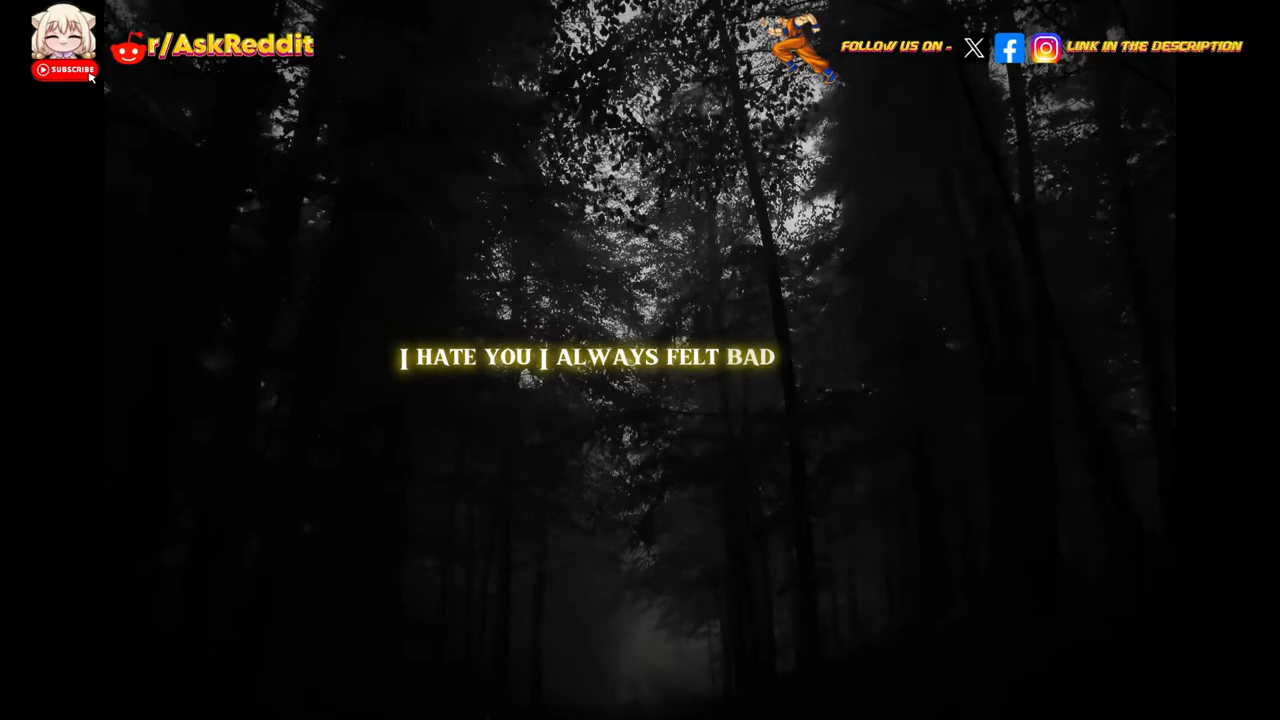 r/AskReddit
SUBSCRIBE
FOLLOW US ON -
LINK IN THE DESCRIPTION
I HATE YOU I ALWAYS FELT BAD